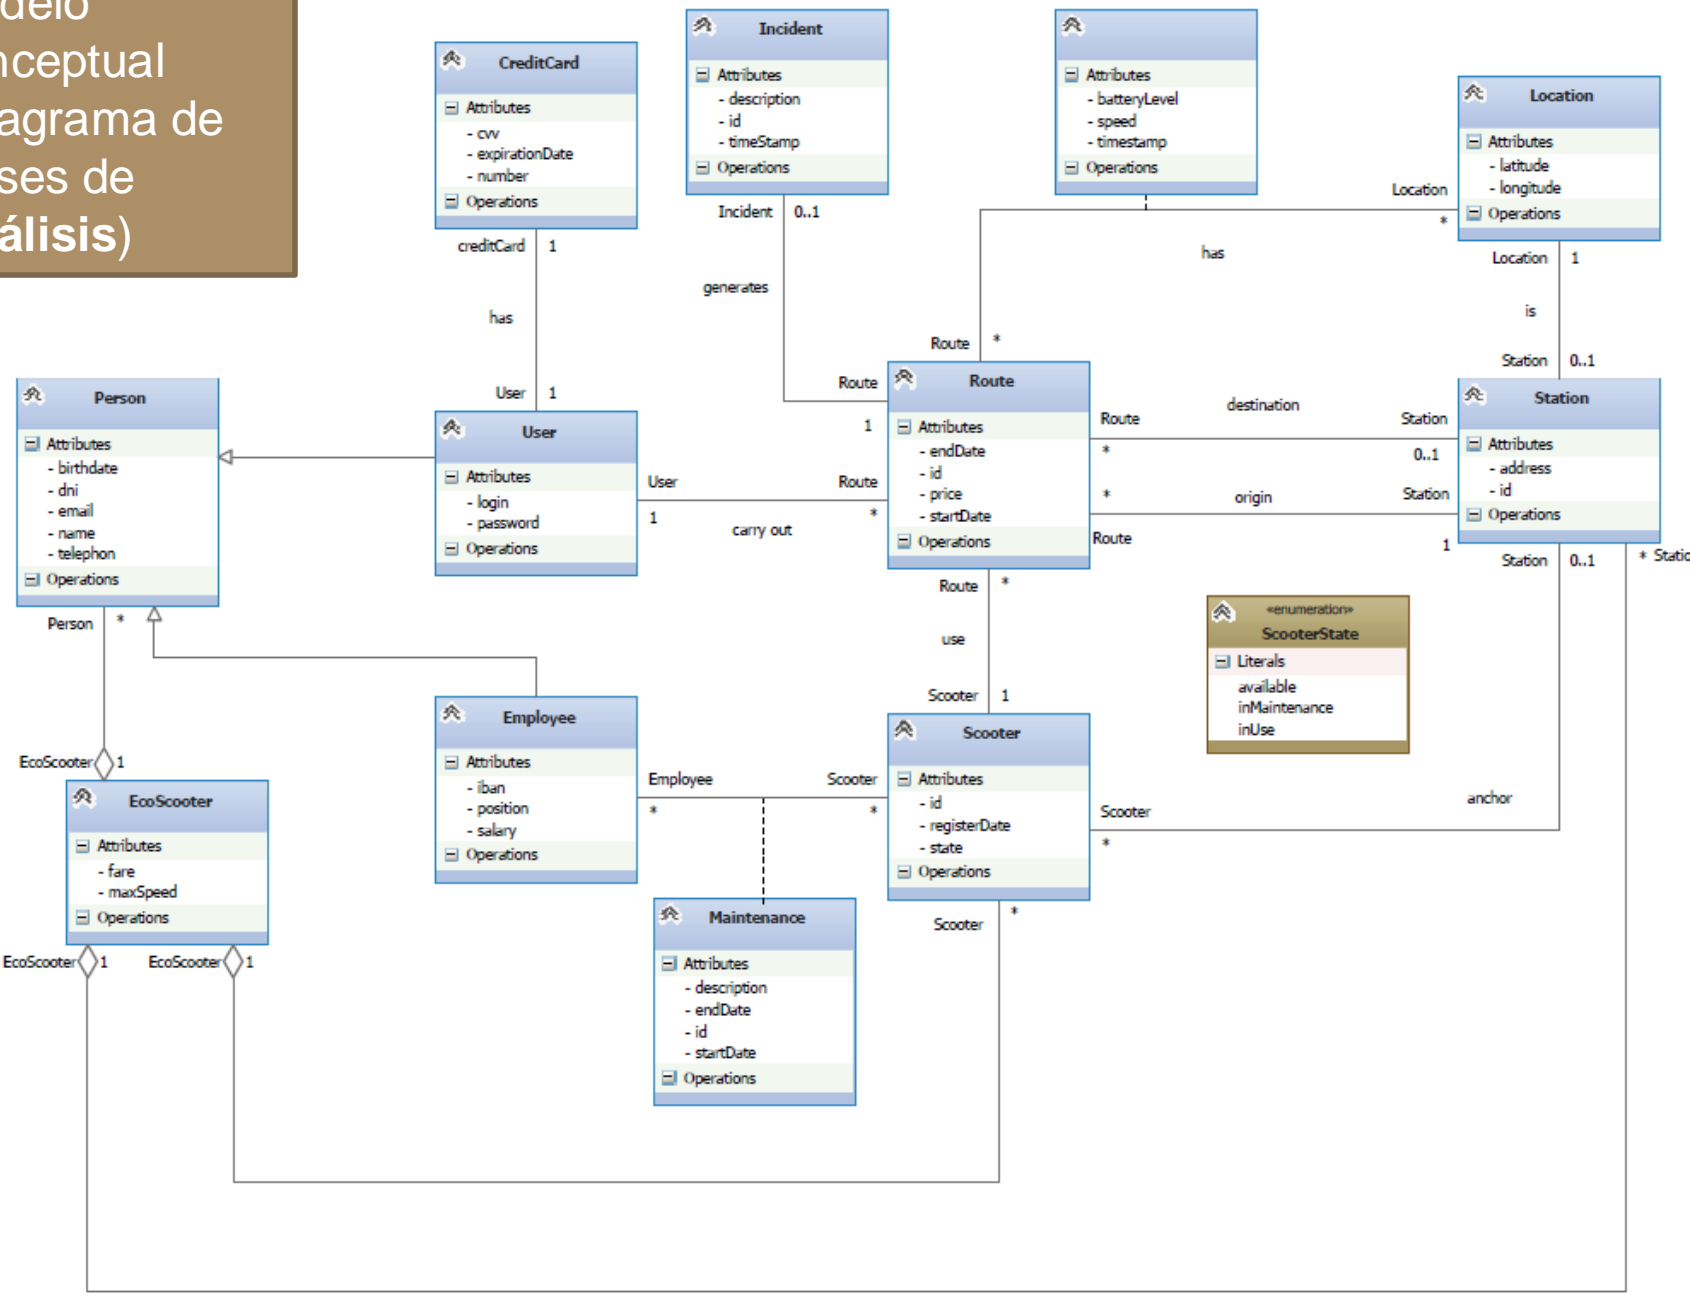 delo
nceptual
agrama de
ses de
álisis)
CreditCard
Attributes
- cvv
- expirationDate
- number
Operations
creditCard 1
has
User 1
Incident
Attributes
- description
- id
- timeStamp
Operations
Incident 0..1
generates
Route
1
Attributes
- batteryLevel
- speed
- timestamp
Operations
Location
Attributes
- latitude
- longitude
Operations
Location
*
has
Route *
Location 1
is
Station 0..1
Person
Attributes
- birthdate
- dni
- email
- name
- telephon
Operations
Person *
User
Attributes
- login
- password
Operations
User
1
carry out
Route
*
Route
Attributes
- endDate
- id
- price
- startDate
Operations
Route
*
destination
Station
0..1
*
Route
origin
Station
1
Station
Attributes
- address
- id
Operations
Station 0..1
* Static
Route *
use
Scooter 1
«enumeration»
ScooterState
Literals
available
inMaintenance
inUse
EcoScooter 1
EcoScooter
Attributes
- fare
- maxSpeed
Operations
EcoScooter 1
EcoScooter 1
Employee
Attributes
- iban
- position
- salary
Operations
Employee
*
Scooter
*
Scooter
Attributes
- id
- registerDate
- state
Operations
Scooter
*
anchor
Scooter *
Maintenance
Attributes
- description
- endDate
- id
- startDate
Operations